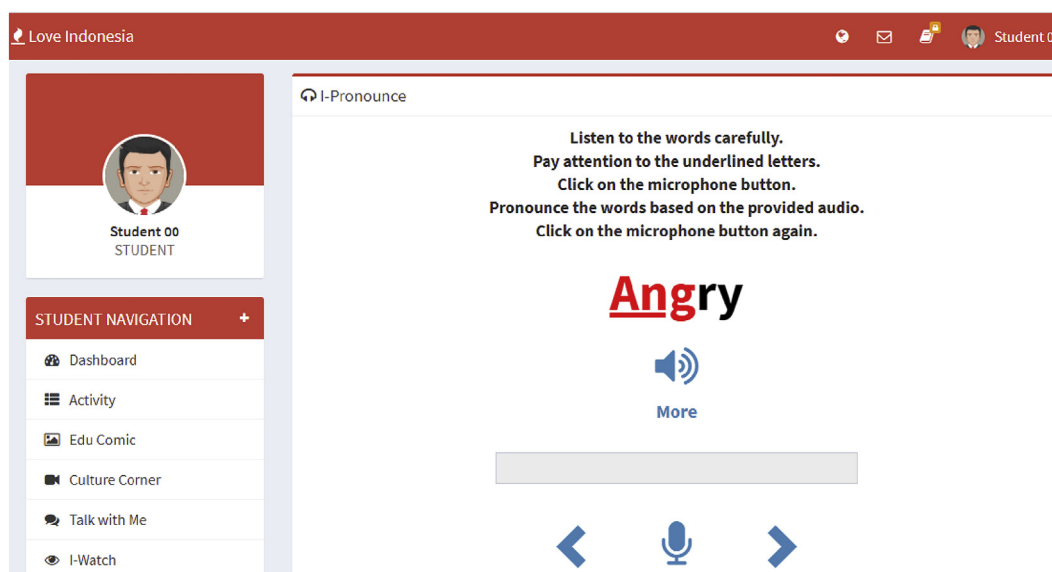 Love Indonesia
Student 0
Student 00
STUDENT
STUDENT NAVIGATION
Dashboard
Activity
Edu Comic
Culture Corner
Talk with Me
I-Watch
I-Pronounce
Listen to the words carefully.
Pay attention to the underlined letters.
Click on the microphone button.
Pronounce the words based on the provided audio.
Click on the microphone button again.
Angry
More